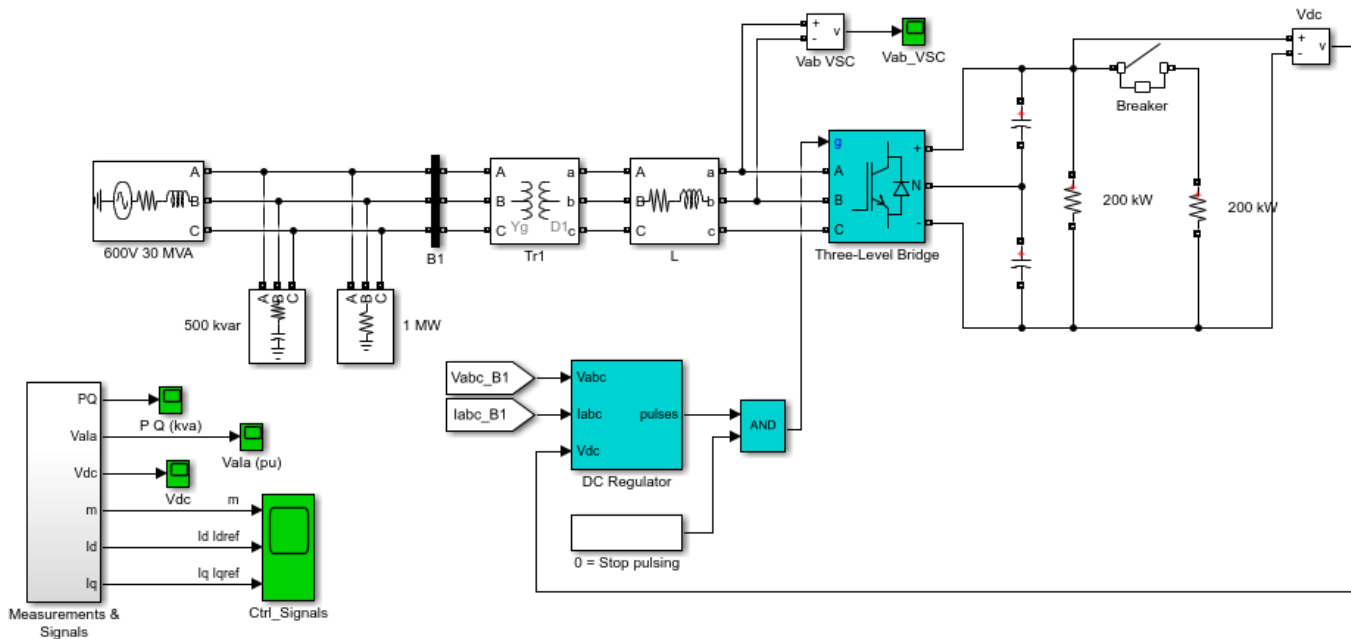 Vdc
+
-
v
+
-
v
Vab VSC
Vab_VSC
Breaker
g
A
B
C
+
N
-
Three-Level Bridge
200 kW
200 kW
A
B
C
600V 30 MVA
B1
A
B
C
a
b
c
Yg
D1
Tr1
A
B
C
a
b
c
L
A
B
C
500 kvar
A
B
C
1 MW
Vabc_B1
Iabc_B1
Vabc
Iabc
Vdc
pulses
DC Regulator
AND
0 = Stop pulsing
PQ
VaIa
Vdc
m
Id
Iq
Measurements &
Signals
P Q (kva)
VaIa (pu)
Vdc
m
Id Idref
Iq Iqref
Ctrl_Signals